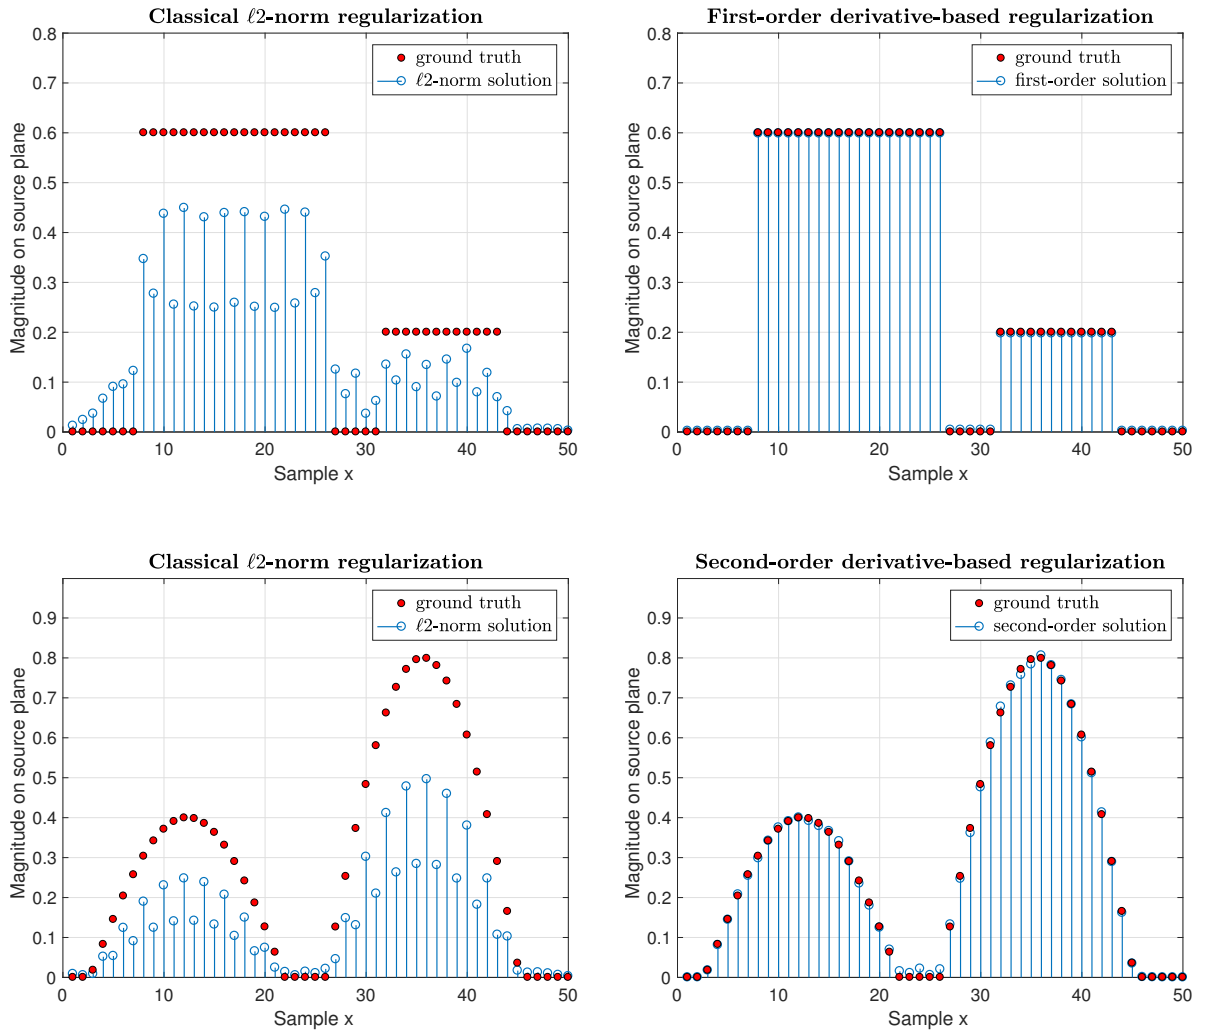 Classical ℓ2-norm regularization
0.8
0.7
0.6
0.5
0.4
0.3
0.2
0.1
0
Magnitude on source plane
ground truth
ℓ2-norm solution
0 10 20 30 40 50
Sample x
First-order derivative-based regularization
0.8
0.7
0.6
0.5
0.4
0.3
0.2
0.1
0
Magnitude on source plane
ground truth
first-order solution
0 10 20 30 40 50
Sample x
Classical ℓ2-norm regularization
0.9
0.8
0.7
0.6
0.5
0.4
0.3
0.2
0.1
0
Magnitude on source plane
ground truth
ℓ2-norm solution
0 10 20 30 40 50
Sample x
Second-order derivative-based regularization
0.9
0.8
0.7
0.6
0.5
0.4
0.3
0.2
0.1
0
Magnitude on source plane
ground truth
second-order solution
0 10 20 30 40 50
Sample x